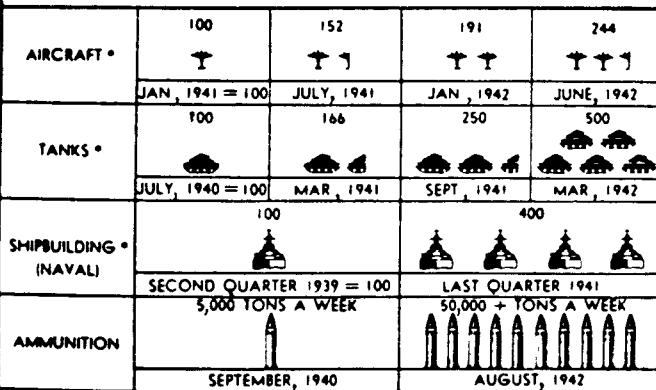 100 152 191 244
AIRCRAFT *
JAN, 1941 = 100 JULY, 1941 JAN, 1942 JUNE, 1942
100 166 250 500
TANKS *
JULY, 1940 = 100 MAR, 1941 SEPT, 1941 MAR, 1942
100 400
SHIPBUILDING *
(NAVAL)
SECOND QUARTER 1939 = 100 LAST QUARTER 1941
5,000 TONS A WEEK 50,000 + TONS A WEEK
AMMUNITION
SEPTEMBER, 1940 AUGUST, 1942